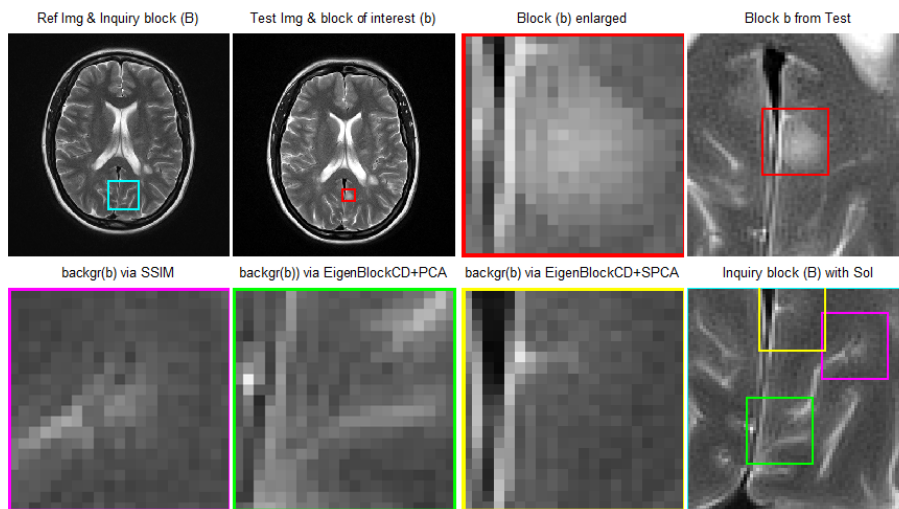 Ref Img & Inquiry block (B)
Test Img & block of interest (b)
Block (b) enlarged
Block b from Test
backgr(b) via SSIM
backgr(b)) via EigenBlockCD+PCA
backgr(b) via EigenBlockCD+SPCA
Inquiry block (B) with Sol